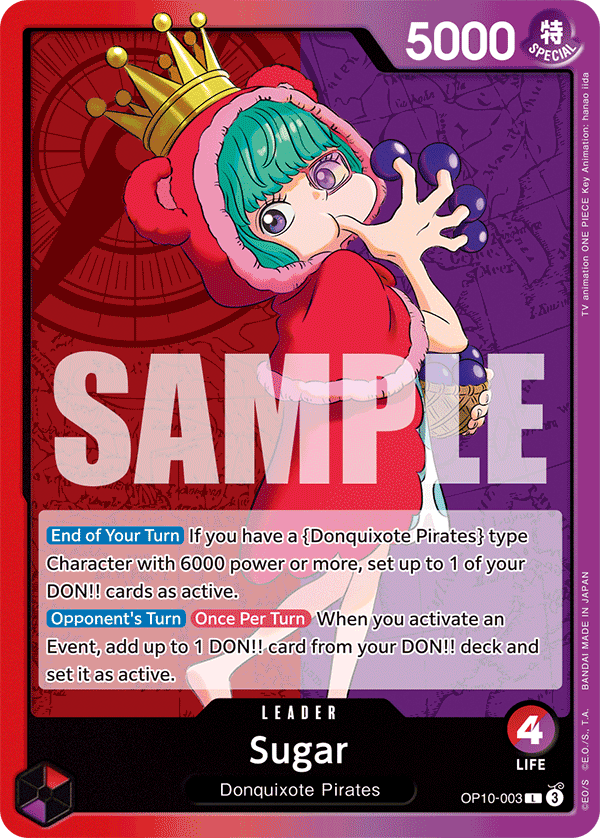 5000 特
SPECIAL
TV animation ONE PIECE Key Animation: hanao iida
SAMPLE
End of Your Turn If you have a {Donquixote Pirates} type
Character with 6000 power or more, set up to 1 of your
DON!! cards as active.
Opponent's Turn Once Per Turn When you activate an
Event, add up to 1 DON!! card from your DON!! deck and
set it as active.
LEADER
Sugar
Donquixote Pirates
4
LIFE
OP10-003 L 3
©EO/S ©E.O./S., T.A. BANDAI MADE IN JAPAN